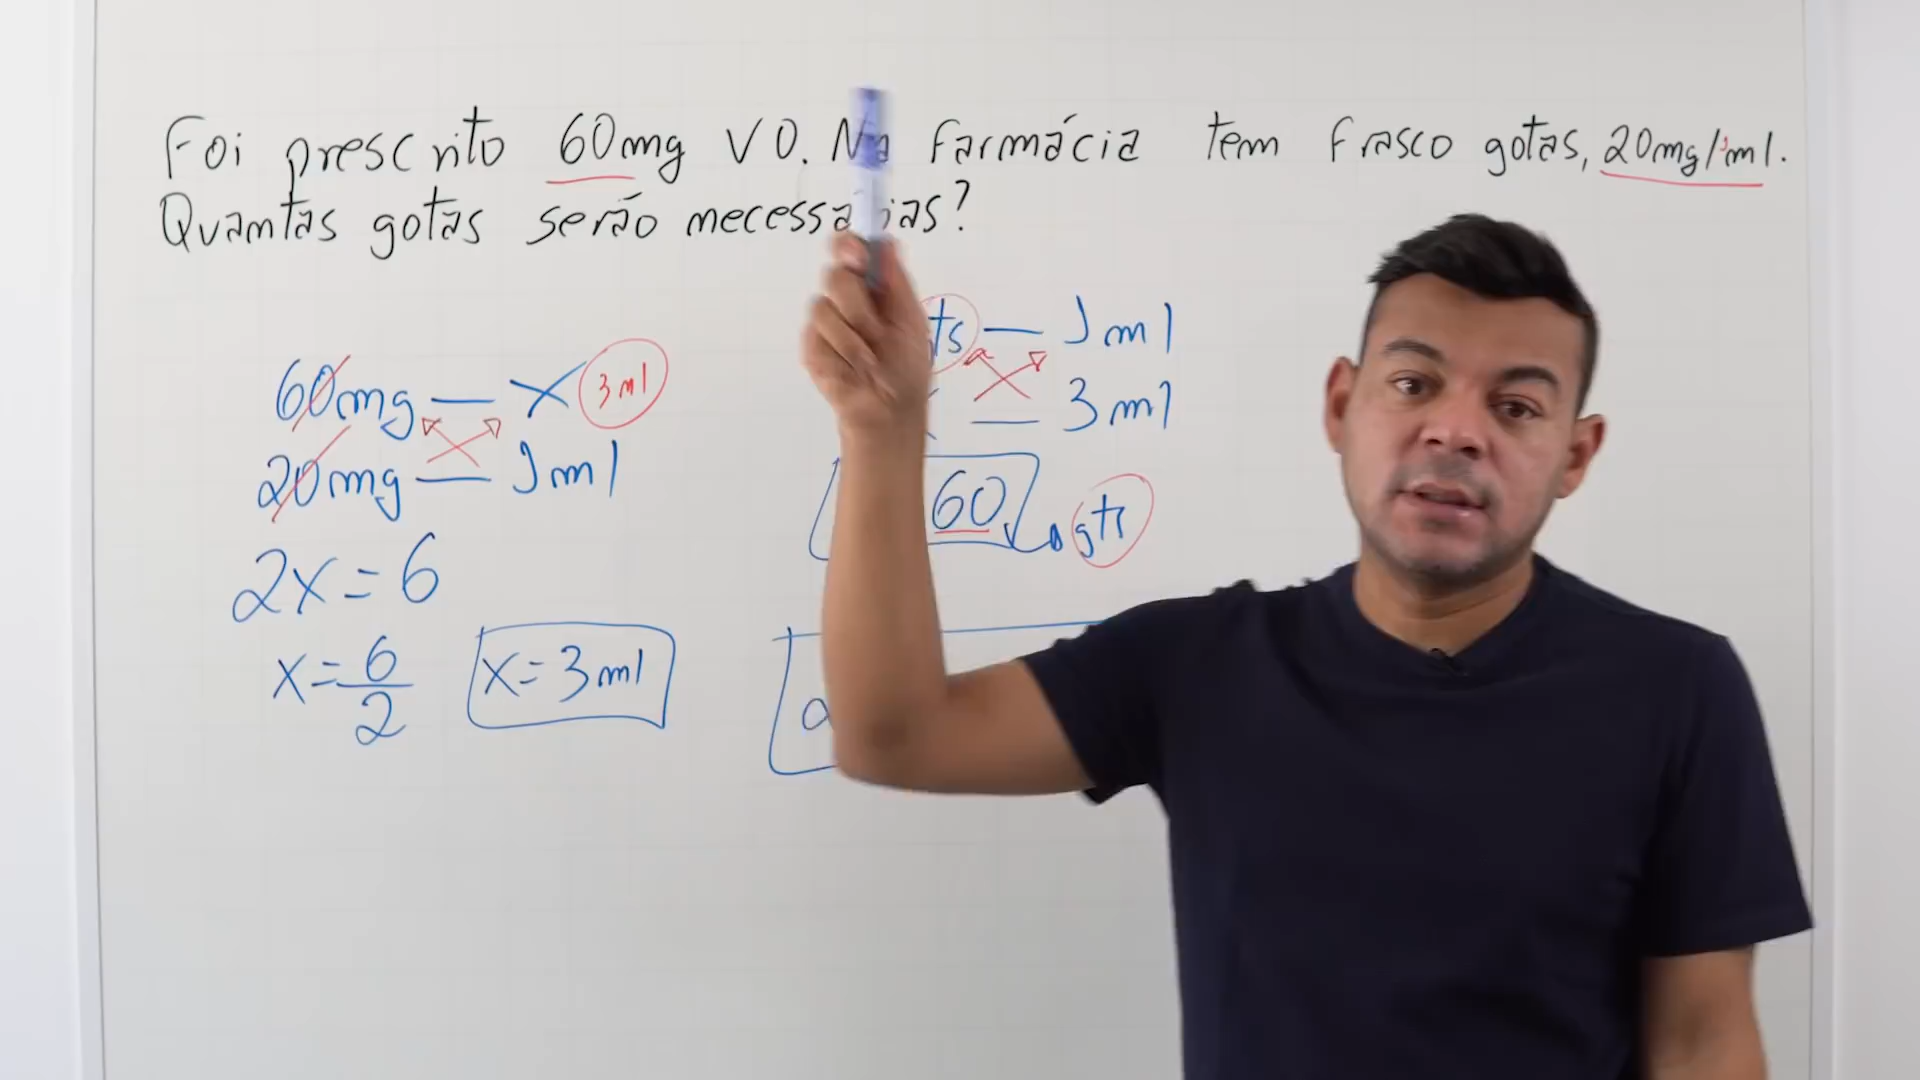 Foi prescrito 60mg VO. Na farmácia tem frasco gotas, 20mg/ml.
Quantas gotas serão necessárias?
60mg — X 3ml
20mg — 1ml
2x = 6
x = 6/2
x = 3ml
ts — 1ml
— 3ml
60 gts